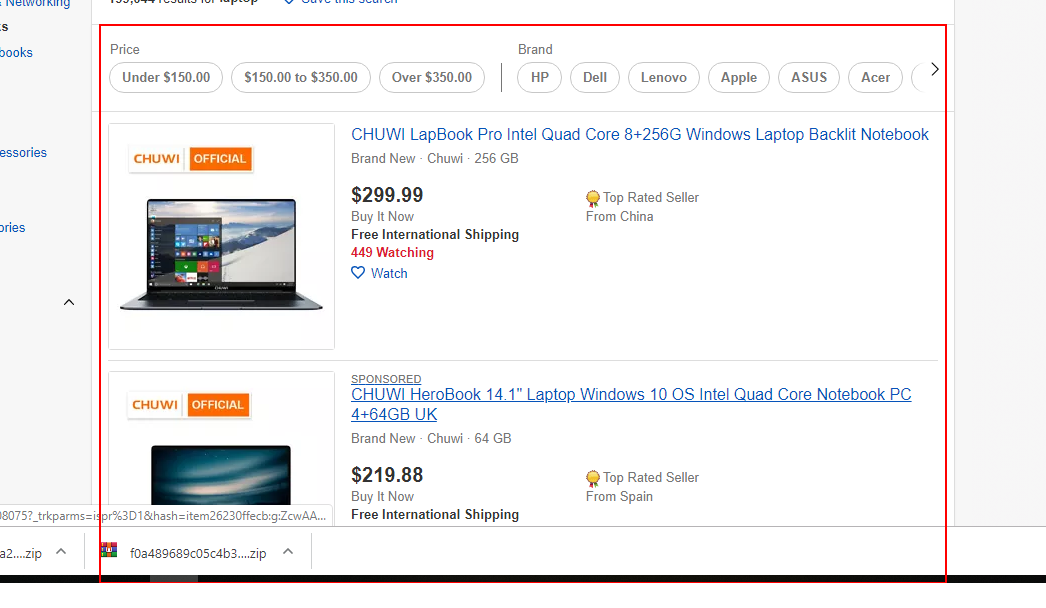 & Networking
195,044 results for laptop Save this search
ks
books
essories
ories
Price
Under $150.00 $150.00 to $350.00 Over $350.00
Brand
HP Dell Lenovo Apple ASUS Acer
CHUWI OFFICIAL
CHUWI
CHUWI LapBook Pro Intel Quad Core 8+256G Windows Laptop Backlit Notebook
Brand New · Chuwi · 256 GB
$299.99
Buy It Now
Free International Shipping
449 Watching
Watch
Top Rated Seller
From China
CHUWI OFFICIAL
SPONSORED
CHUWI HeroBook 14.1" Laptop Windows 10 OS Intel Quad Core Notebook PC
4+64GB UK
Brand New · Chuwi · 64 GB
$219.88
Buy It Now
Free International Shipping
Top Rated Seller
From Spain
08075?_trkparms=ispr%3D1&hash=item26230ffecb:g:ZcwAA...
a2....zip
f0a489689c05c4b3....zip